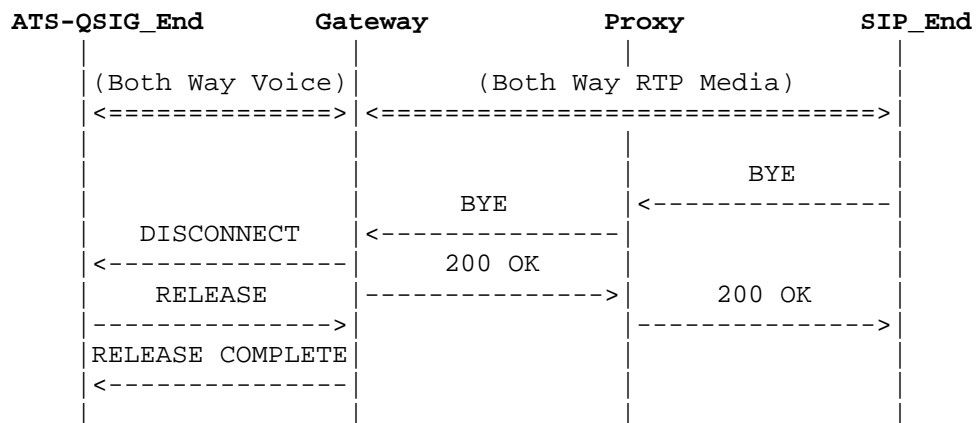 ATS-QSIG_End Gateway Proxy SIP_End
(Both Way Voice) (Both Way RTP Media)
BYE
BYE
DISCONNECT
200 OK
RELEASE 200 OK
RELEASE COMPLETE